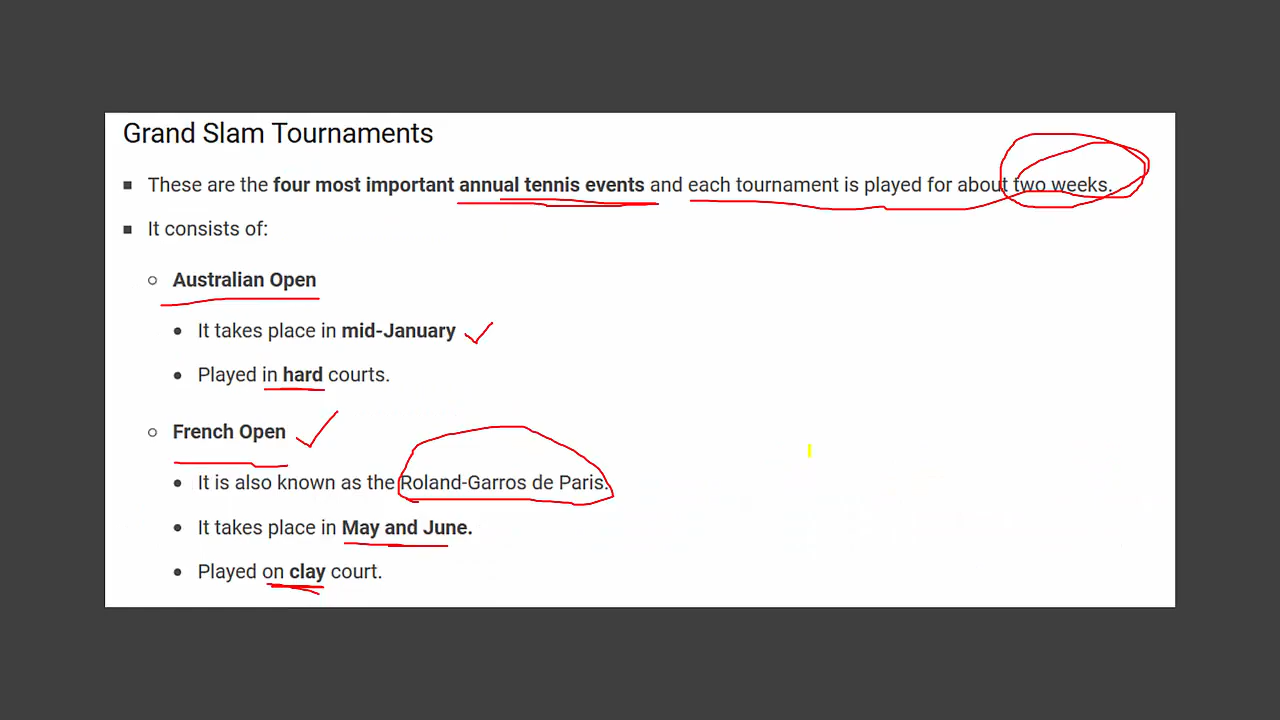 Grand Slam Tournaments
These are the four most important annual tennis events and each tournament is played for about two weeks.
It consists of:
Australian Open
It takes place in mid-January
Played in hard courts.
French Open
It is also known as the Roland-Garros de Paris.
It takes place in May and June.
Played on clay court.